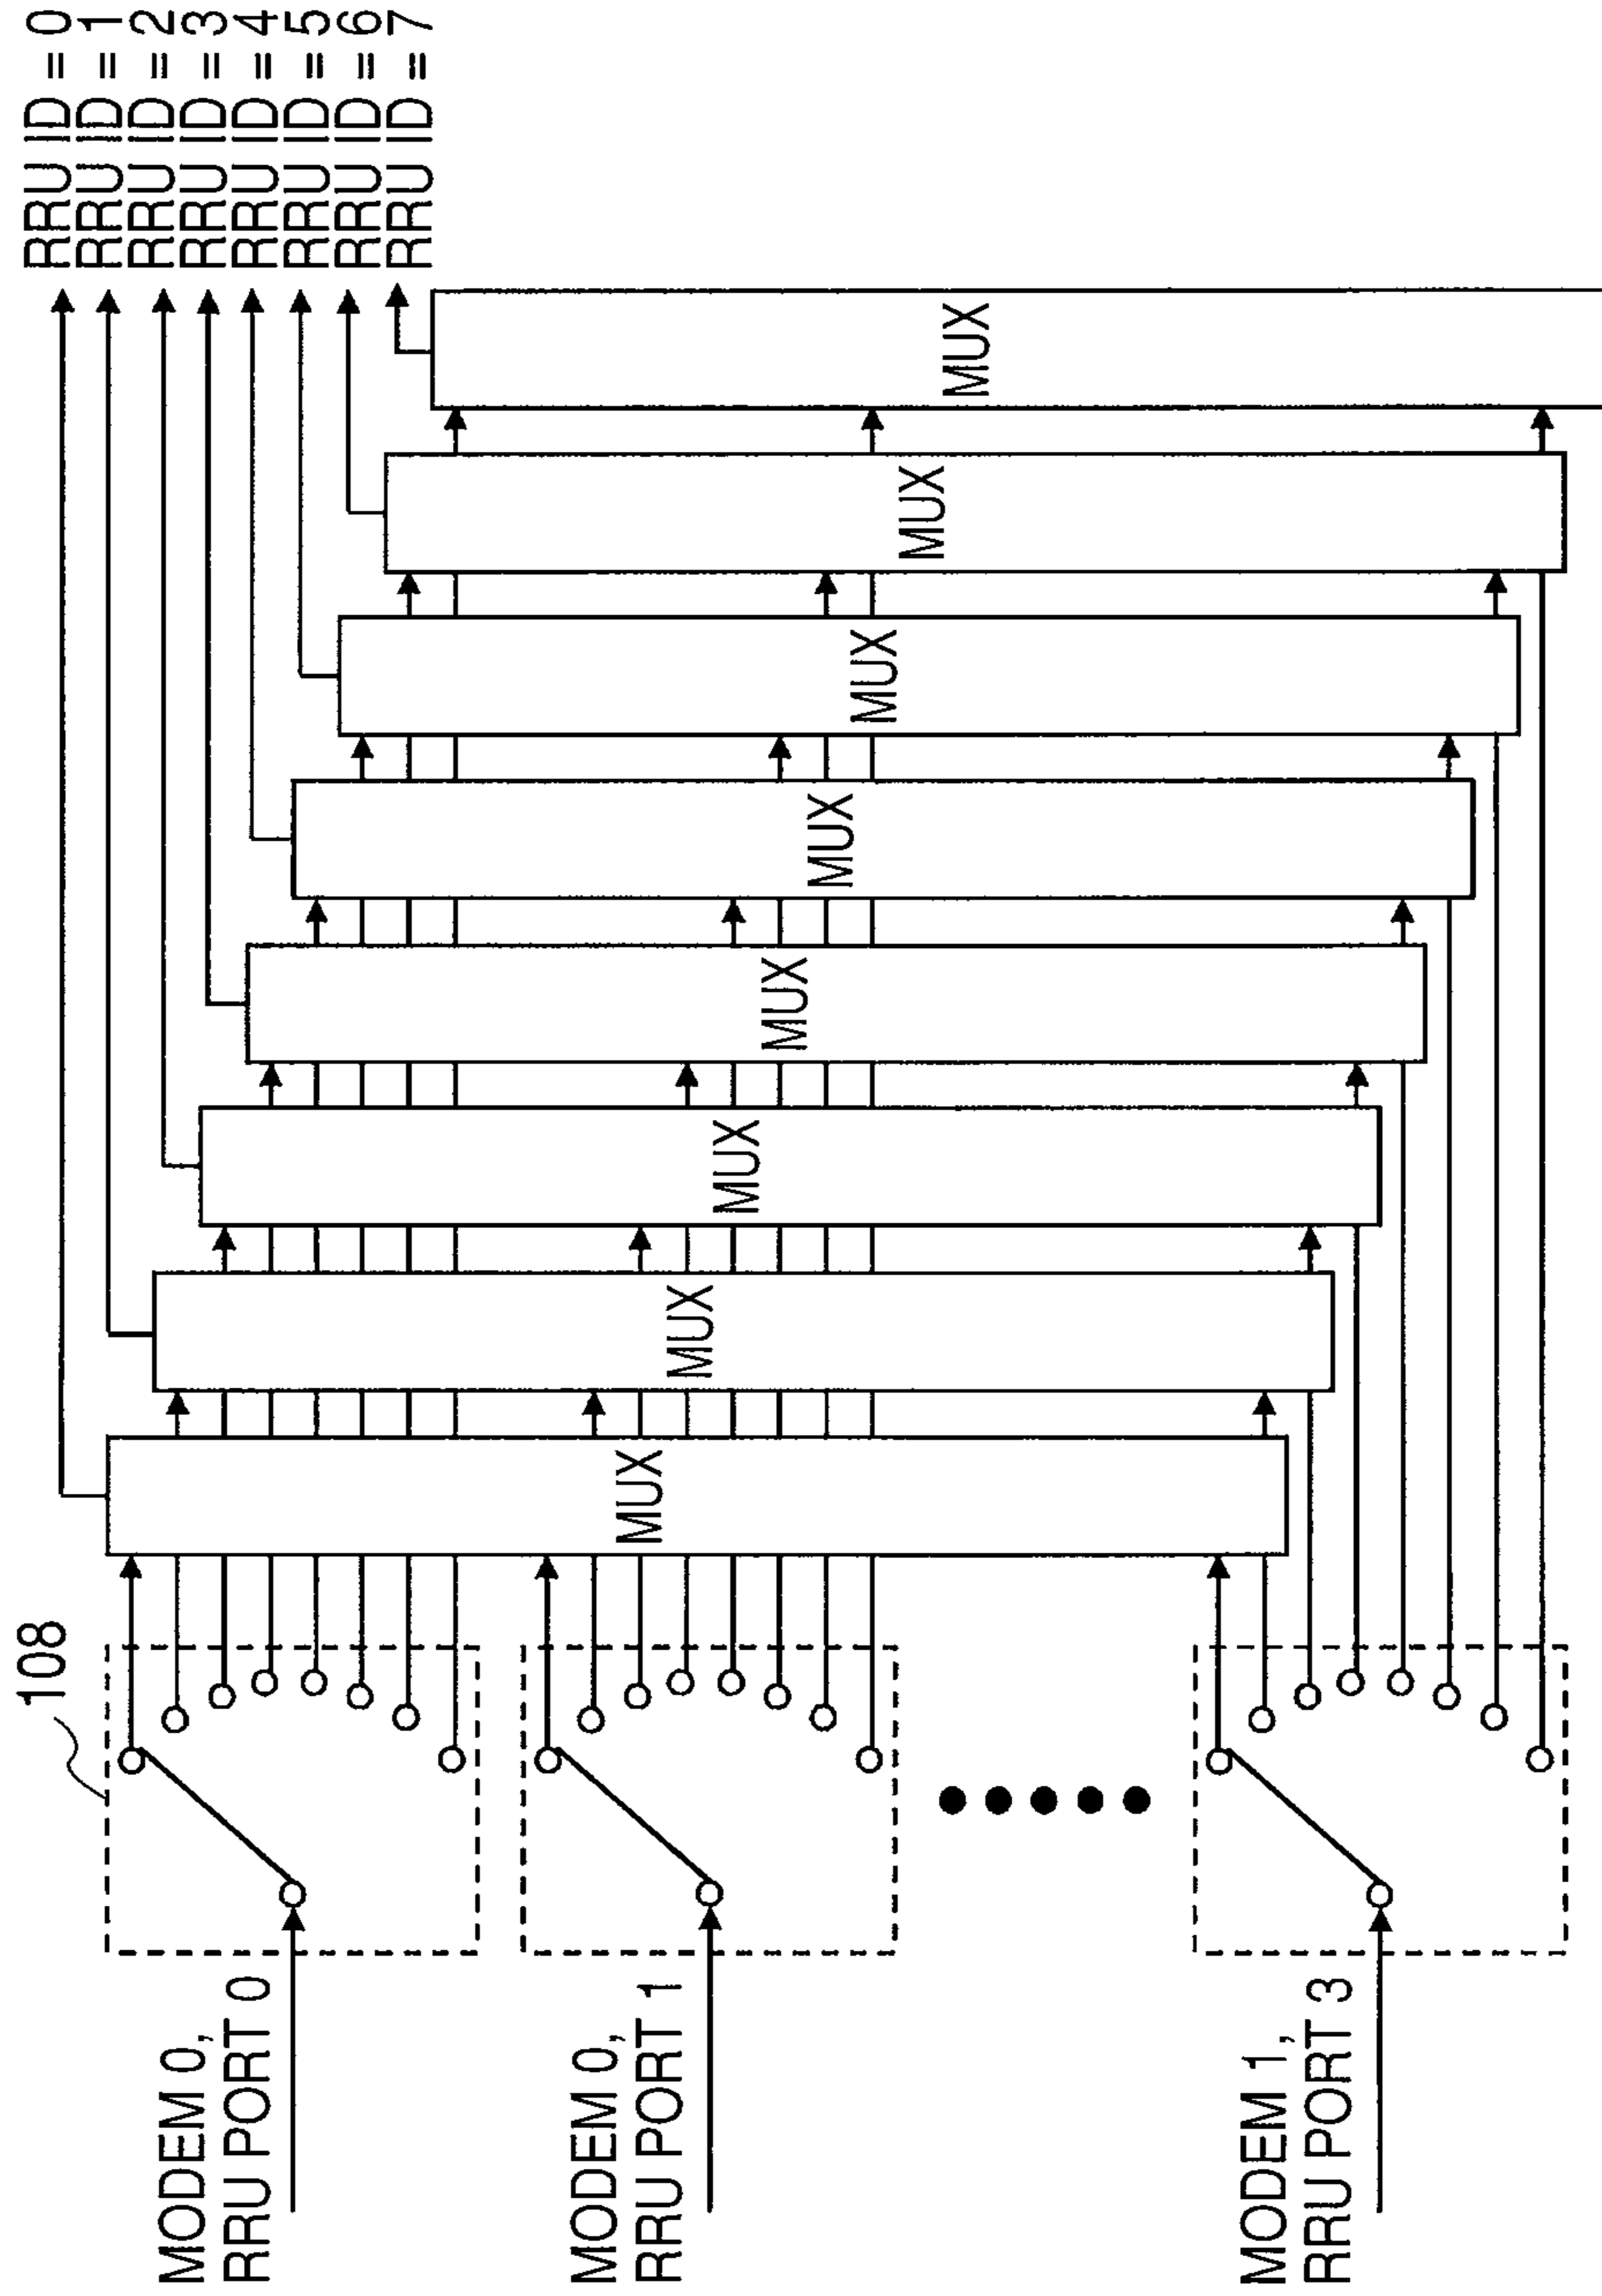 RRU ID = 0
RRU ID = 1
RRU ID = 2
RRU ID = 3
RRU ID = 4
RRU ID = 5
RRU ID = 6
RRU ID = 7
108
MUX
MUX
MUX
MUX
MUX
MUX
MUX
MUX
MODEM 0,
RRU PORT 0
MODEM 0,
RRU PORT 1
MODEM 1,
RRU PORT 3